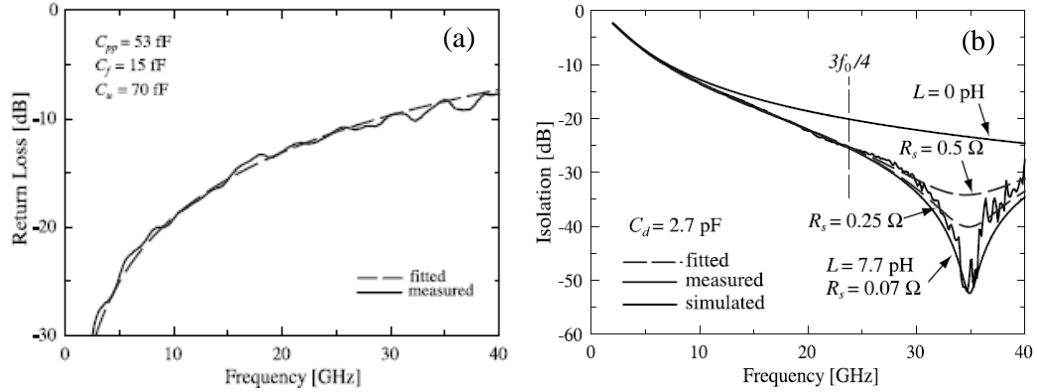 (a)
C_pp = 53 fF
C_f = 15 fF
C_u = 70 fF
Return Loss [dB]
0
-10
-20
-30
fitted
measured
0 10 20 30 40
Frequency [GHz]
(b)
Isolation [dB]
0
-10
-20
-30
-40
-50
-60
3f_0/4
L = 0 pH
R_s = 0.5 Ω
R_s = 0.25 Ω
C_d = 2.7 pF
L = 7.7 pH
R_s = 0.07 Ω
fitted
measured
simulated
0 10 20 30 40
Frequency [GHz]